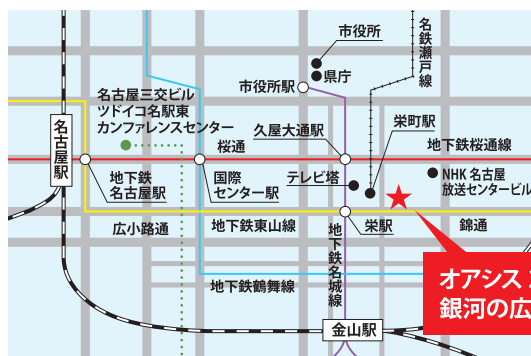 市役所
県庁
市役所駅
名鉄瀬戸線
名古屋三交ビル
ツドイコ名駅東
カンファレンスセンター
桜通
久屋大通駅
栄町駅
地下鉄桜通線
名古屋駅
地下鉄
名古屋駅
国際
センター駅
テレビ塔
NHK 名古屋
放送センタービル
広小路通
地下鉄東山線
栄駅
錦通
地下鉄名城線
地下鉄鶴舞線
オアシス
銀河の広
金山駅